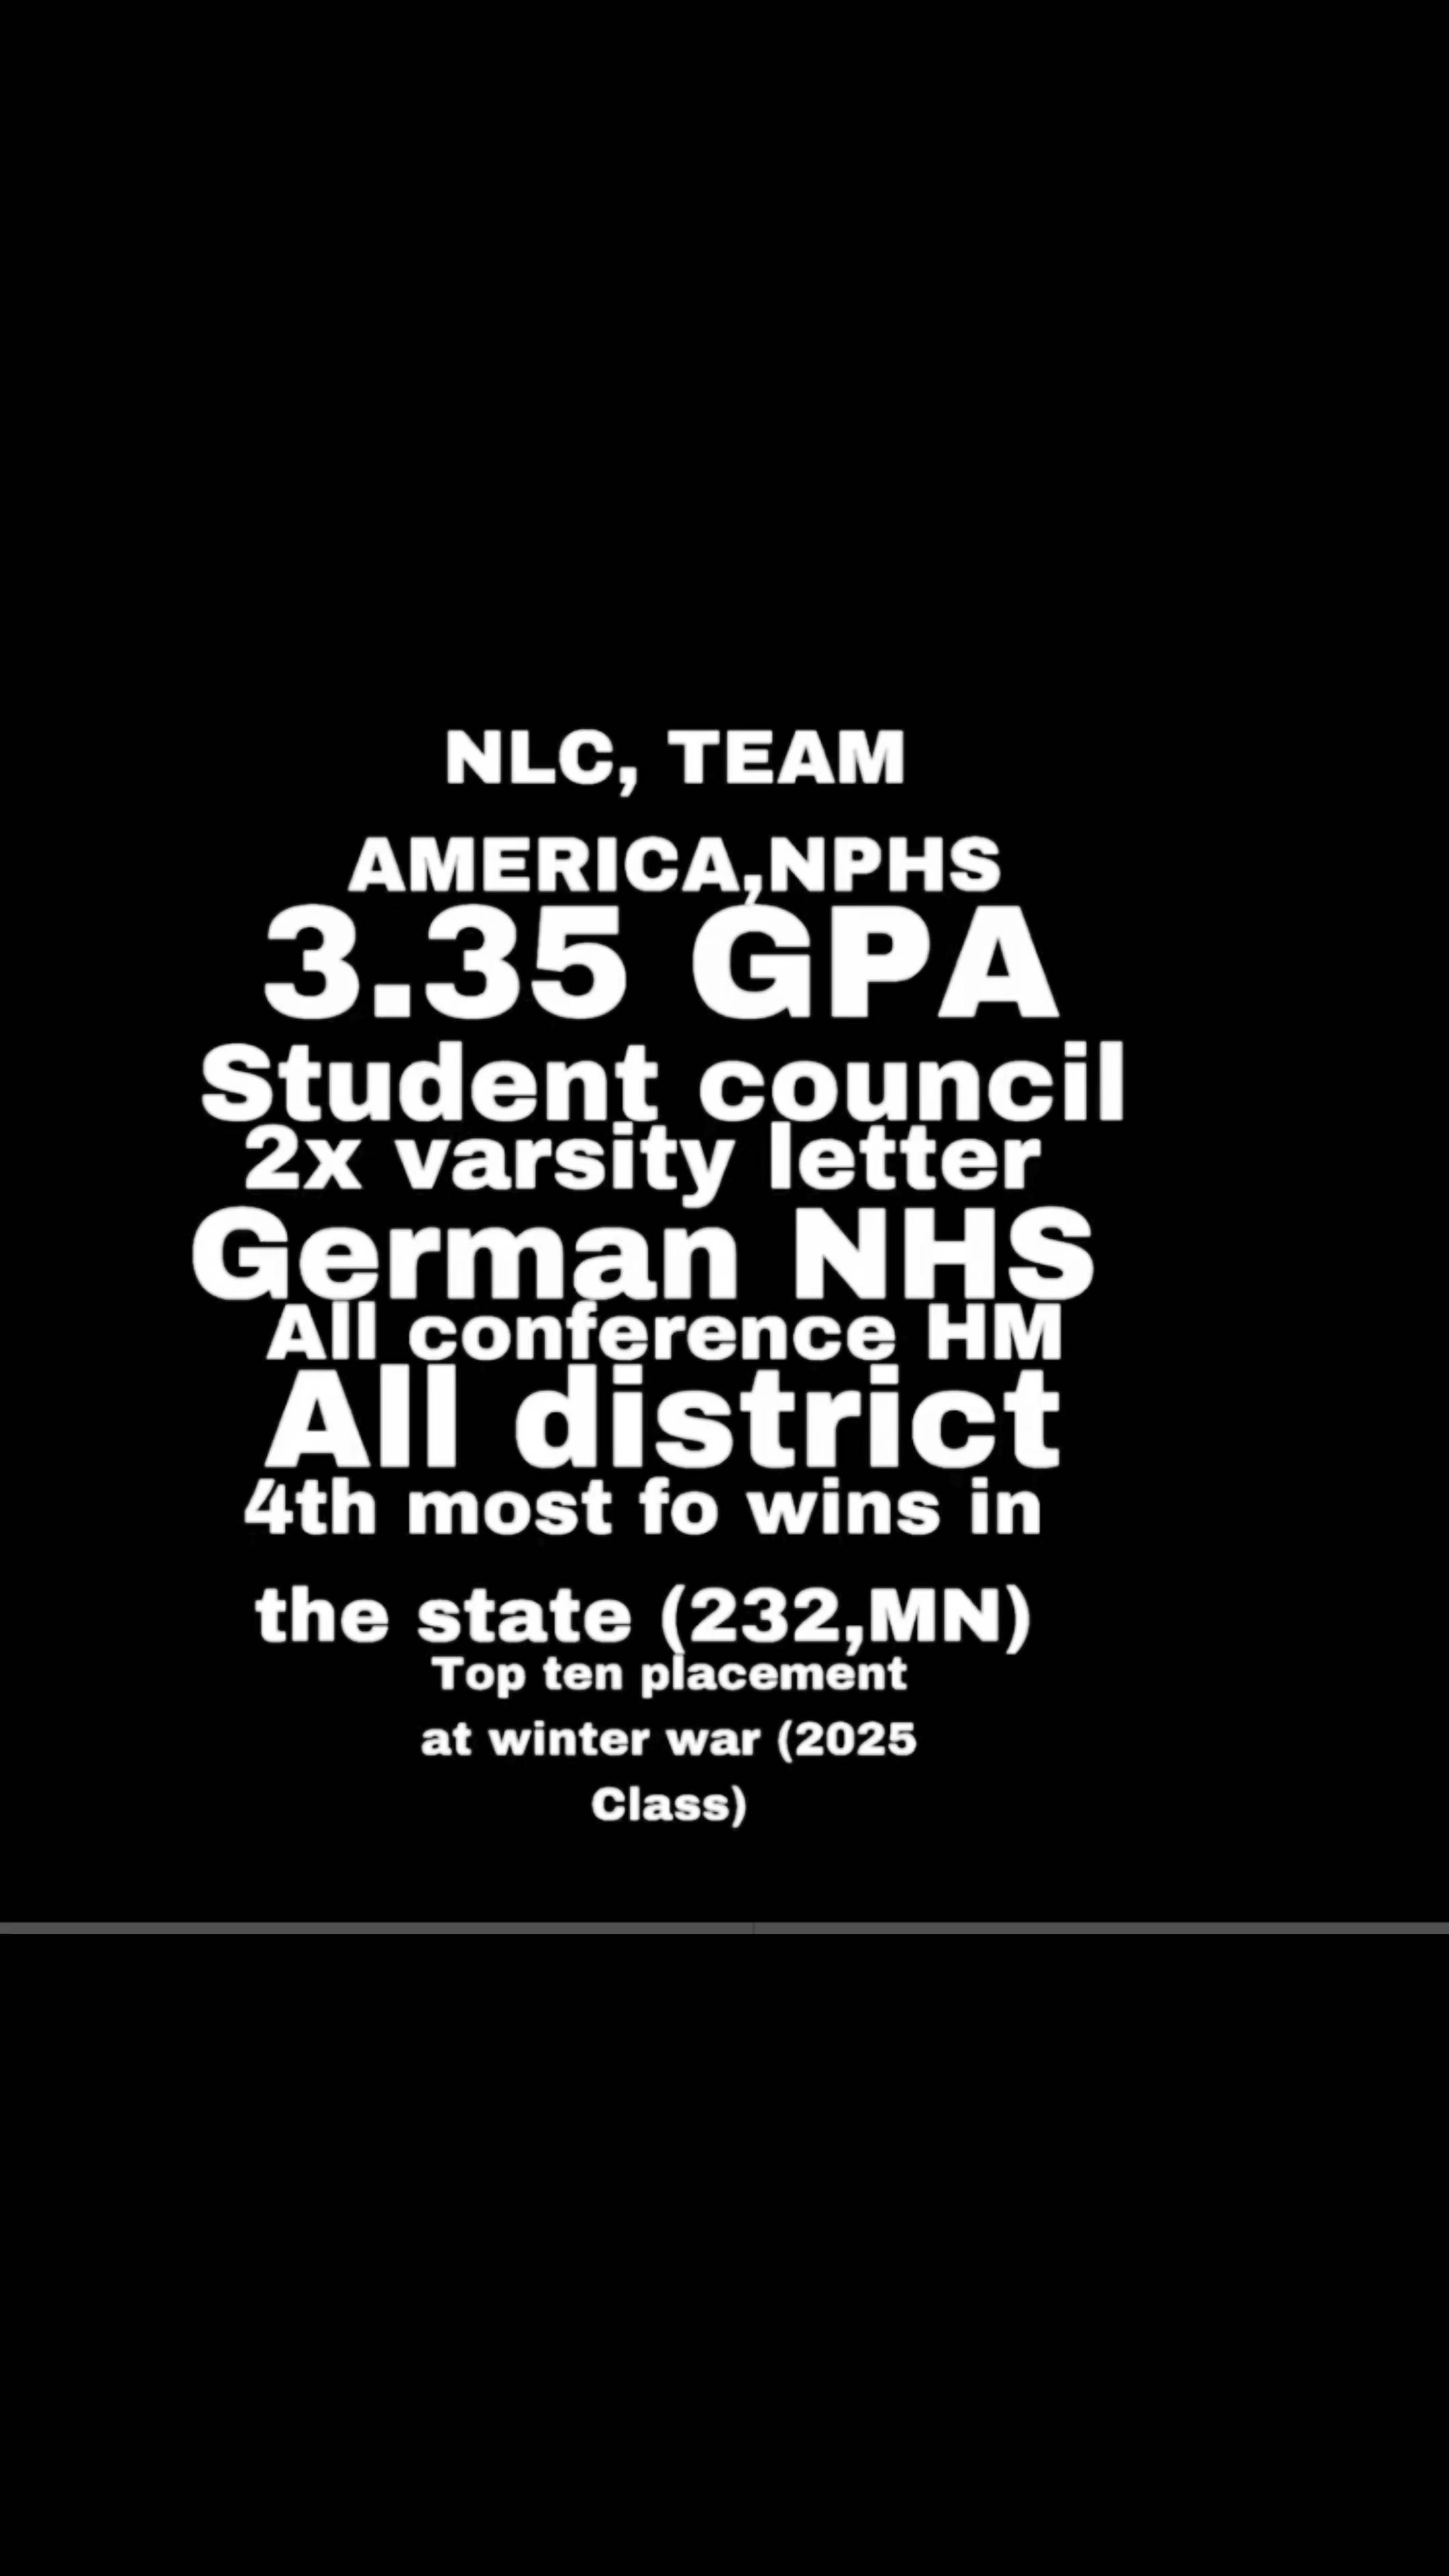 NLC, TEAM
AMERICA,NPHS
3.35 GPA
Student council
2x varsity letter
German NHS
All conference HM
All district
4th most fo wins in
the state (232,MN)
Top ten placement
at winter war (2025
Class)